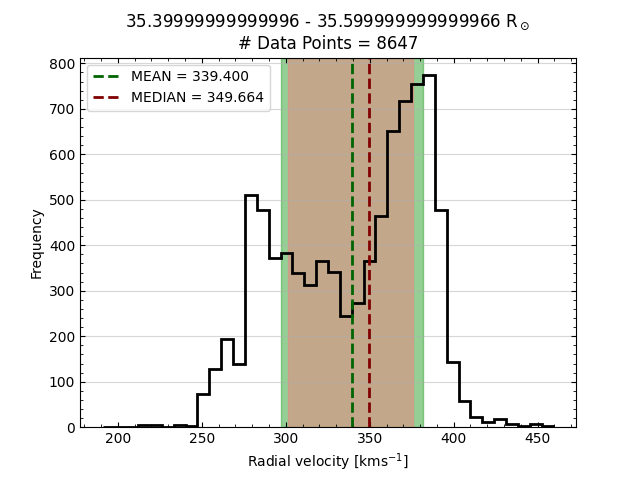 35.39999999999996 - 35.599999999999966 R⊙
# Data Points = 8647
MEAN = 339.400
MEDIAN = 349.664
800
700
600
500
400
300
200
100
0
Frequency
200 250 300 350 400 450
Radial velocity [kms⁻¹]